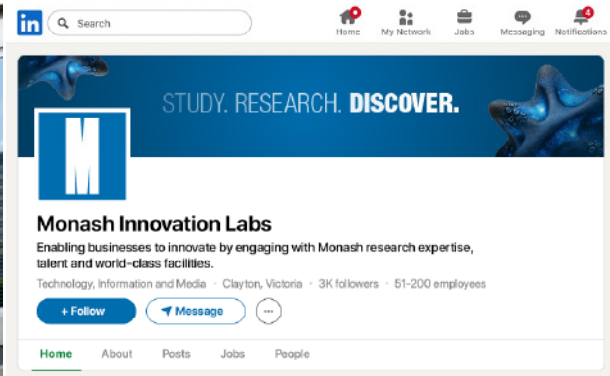 in Search
Home My Network Jobs Messaging 4 Notifications
STUDY. RESEARCH. DISCOVER.
M
Monash Innovation Labs
Enabling businesses to innovate by engaging with Monash research expertise,
talent and world-class facilities.
Technology, Information and Media · Clayton, Victoria · 3K followers · 51-200 employees
+ Follow Message ...
Home About Posts Jobs People